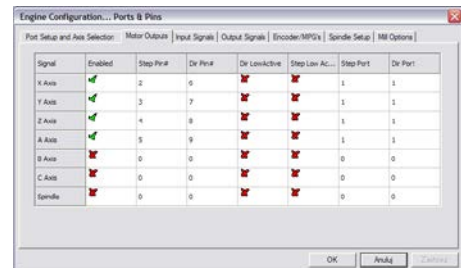 Engine Configuration... Ports & Pins
Port Setup and Axis Selection Motor Outputs Input Signals Output Signals Encoder/MPG's Spindle Setup Mill Options
Signal Enabled Step Pin# Dir Pin# Dir LowActive Step Low Ac... Step Port Dir Port
X Axis 2 6 1 1
Y Axis 3 7 1 1
Z Axis 4 8 1 1
A Axis 5 9 1 1
B Axis 0 0 0 0
C Axis 0 0 0 0
Spindle 0 0 0 0
OK Anuluj Zastosuj